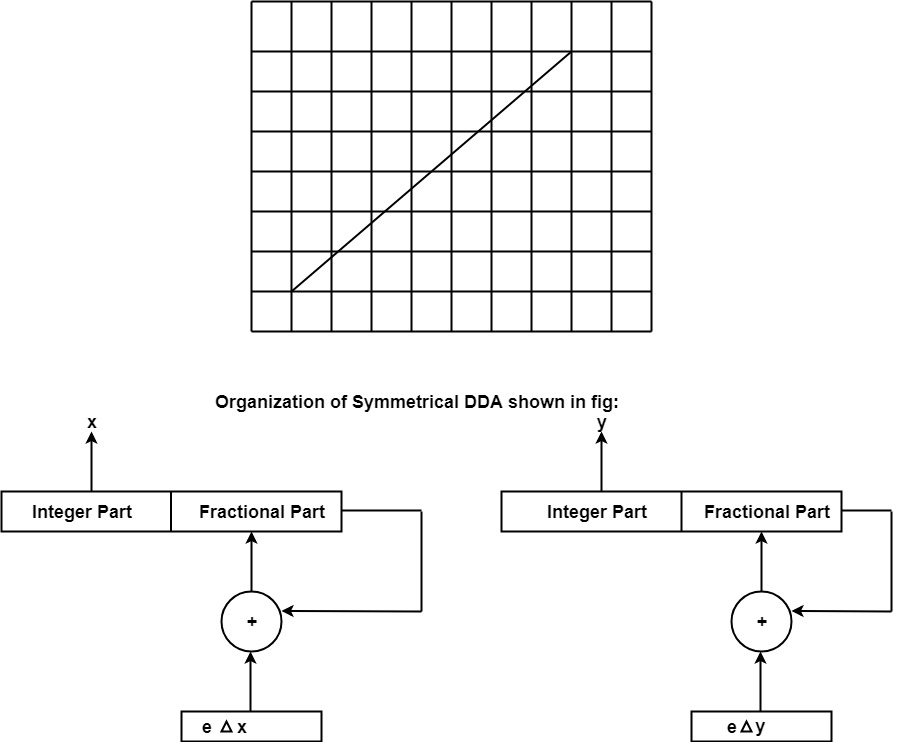 Organization of Symmetrical DDA shown in fig:
x
y
Integer Part Fractional Part
Integer Part Fractional Part
+
+
e Δ x
e Δ y